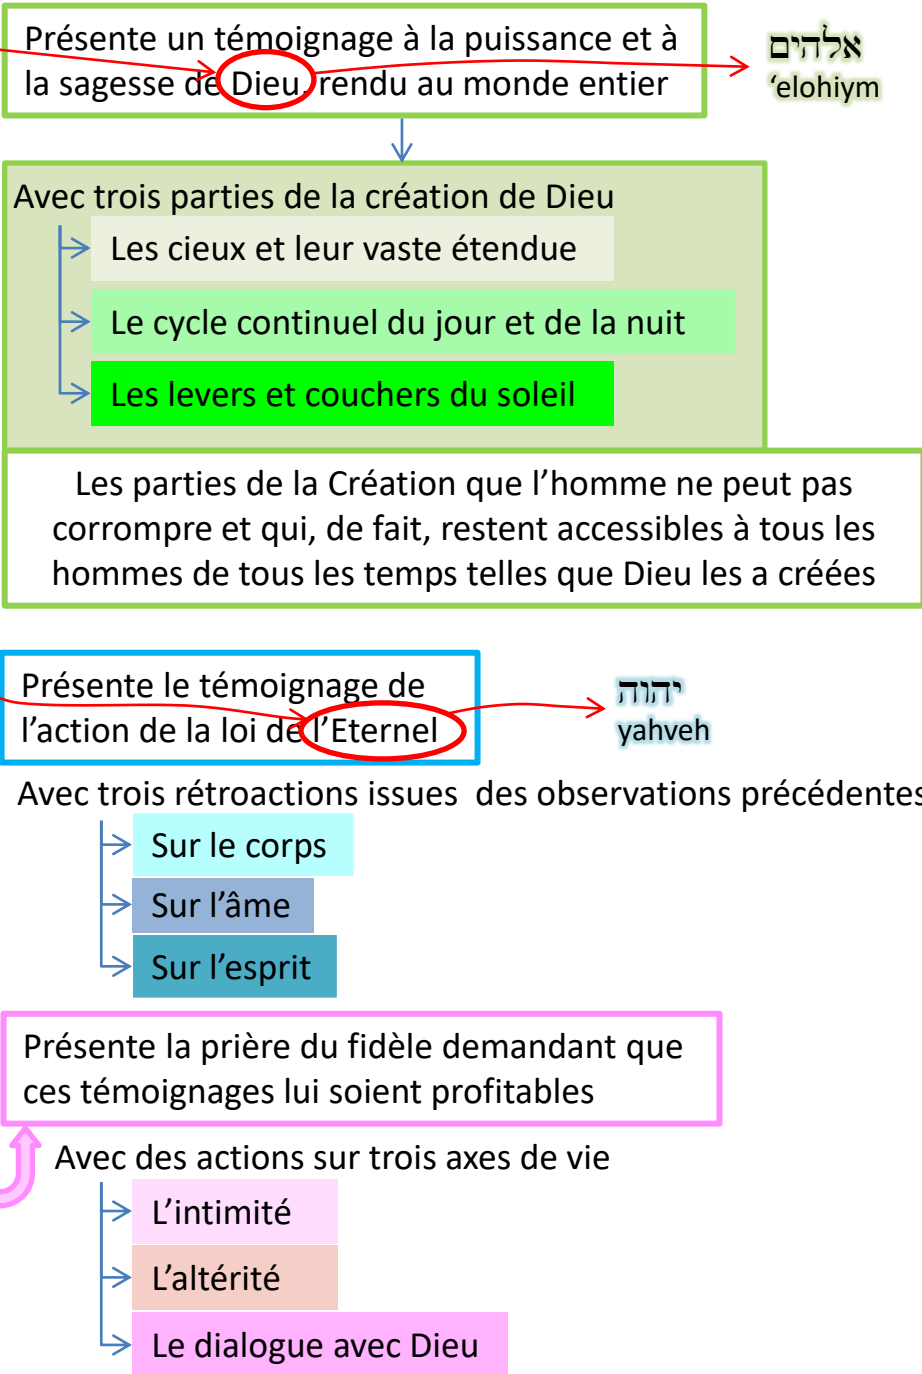 Présente un témoignage à la puissance et à
la sagesse de Dieu, rendu au monde entier
אלהים
‘elohiym
Avec trois parties de la création de Dieu
Les cieux et leur vaste étendue
Le cycle continuel du jour et de la nuit
Les levers et couchers du soleil
Les parties de la Création que l’homme ne peut pas
corrompre et qui, de fait, restent accessibles à tous les
hommes de tous les temps telles que Dieu les a créées
Présente le témoignage de
l’action de la loi de l’Eternel
יהוה
yahveh
Avec trois rétroactions issues des observations précédentes
Sur le corps
Sur l’âme
Sur l’esprit
Présente la prière du fidèle demandant que
ces témoignages lui soient profitables
Avec des actions sur trois axes de vie
L’intimité
L’altérité
Le dialogue avec Dieu